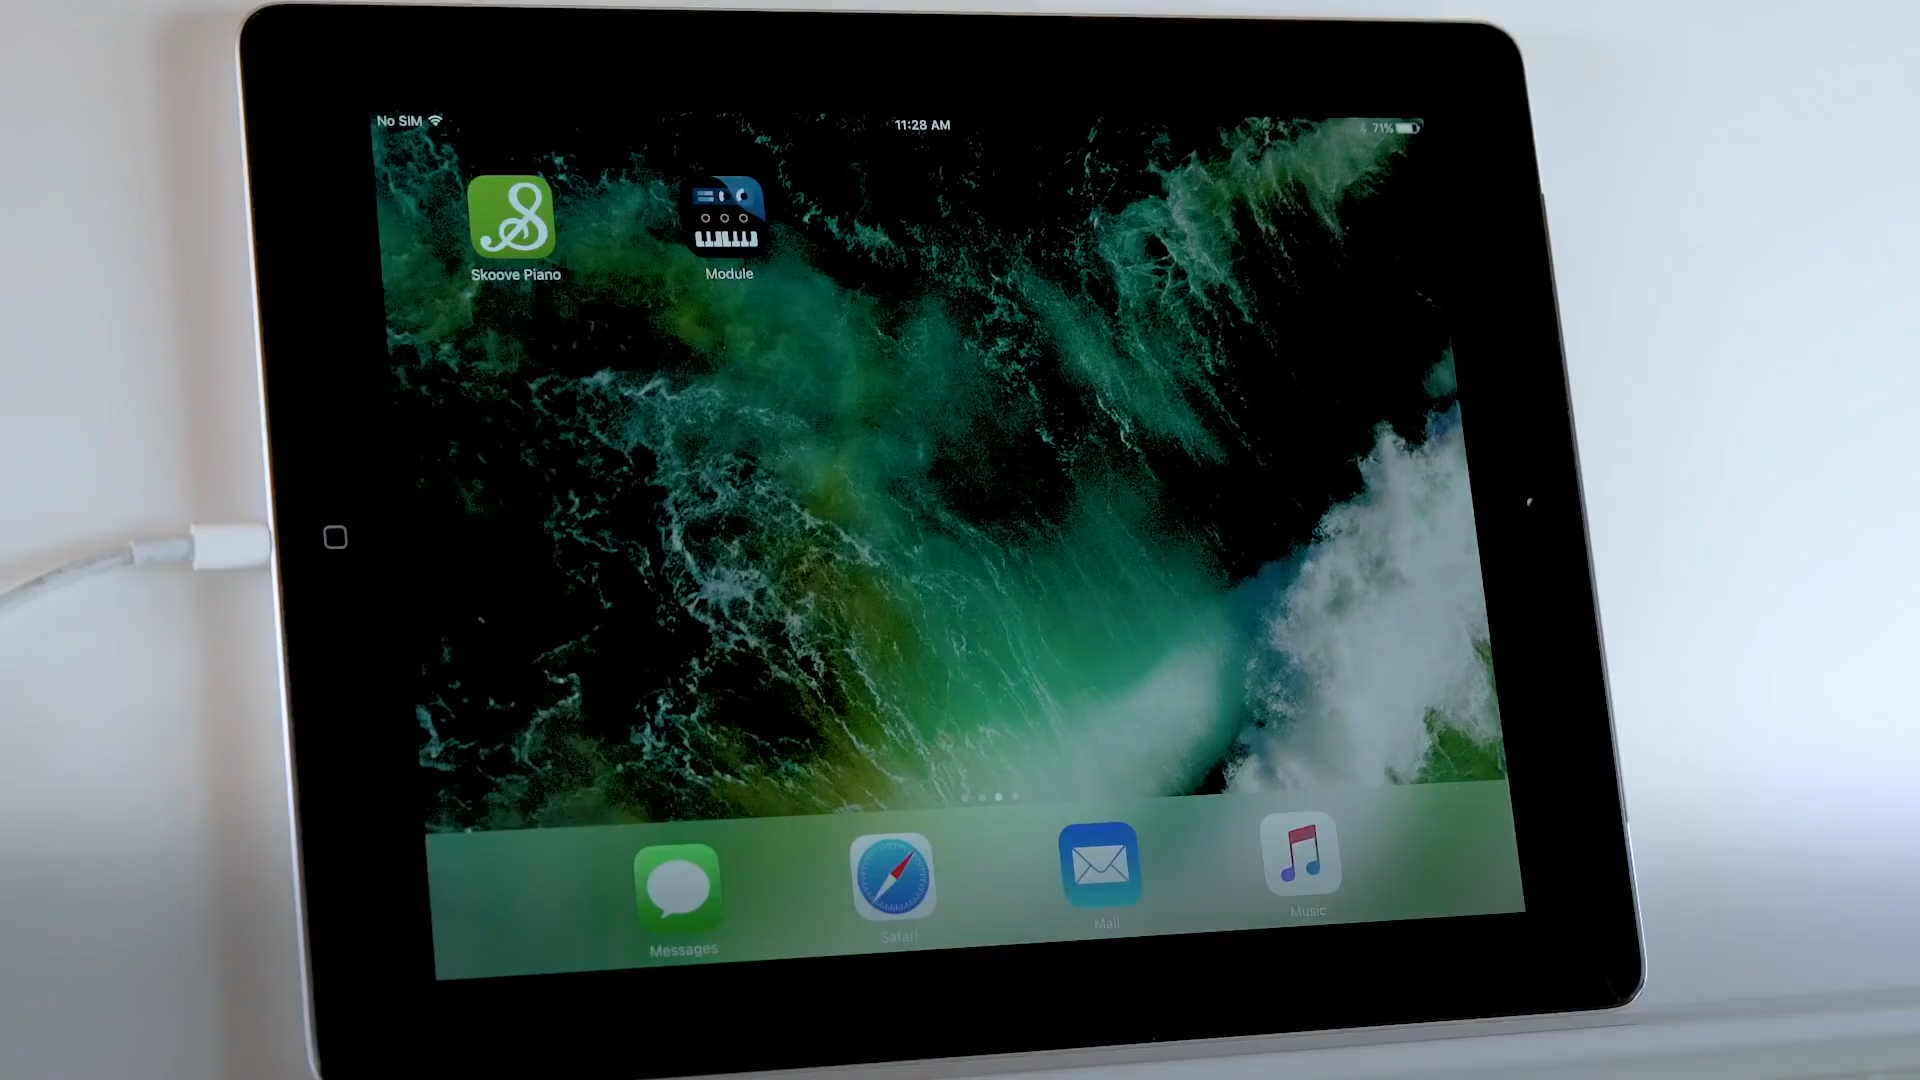 No SIM
11:28 AM
71%
Skoove Piano
Module
Messages
Safari
Mail
Music